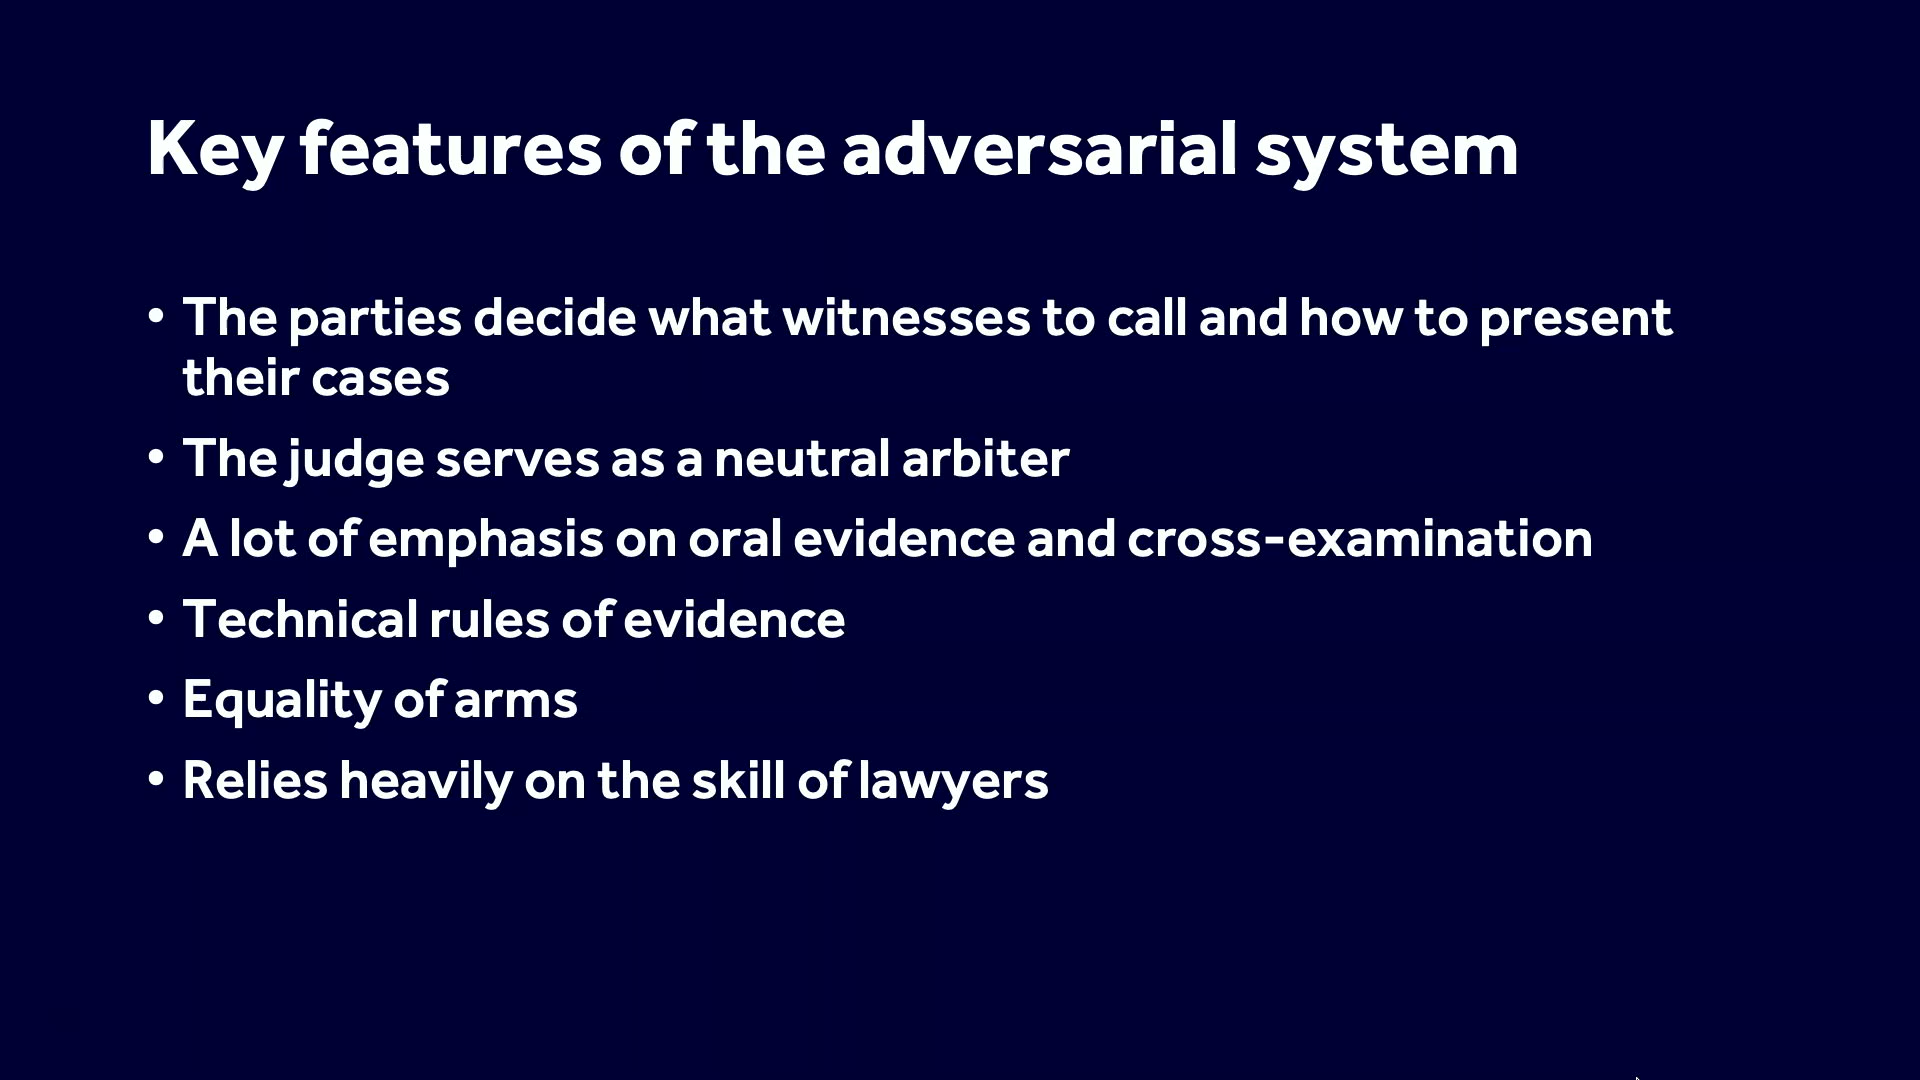 Key features of the adversarial system
• The parties decide what witnesses to call and how to present
their cases
• The judge serves as a neutral arbiter
• A lot of emphasis on oral evidence and cross-examination
• Technical rules of evidence
• Equality of arms
• Relies heavily on the skill of lawyers